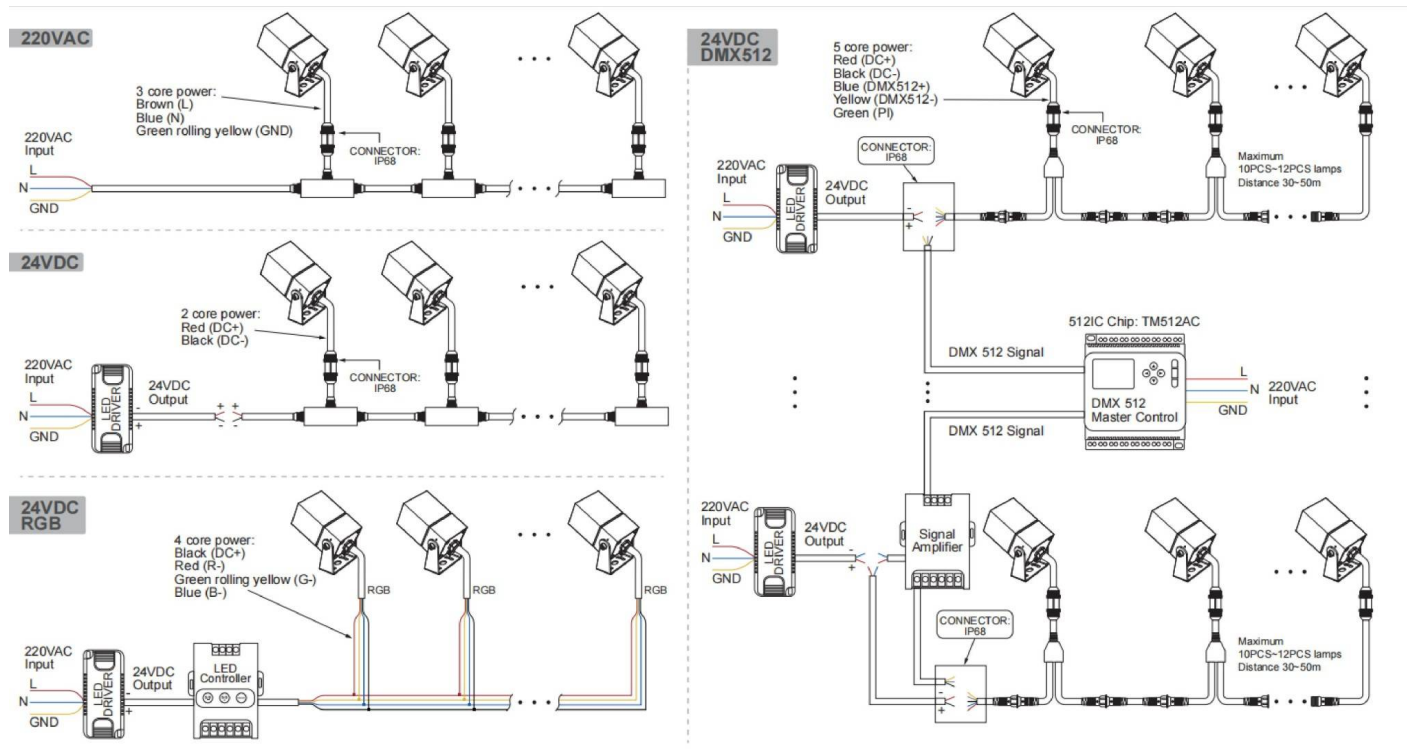 220VAC
3 core power:
Brown (L)
Blue (N)
Green rolling yellow (GND)
220VAC
Input
L
N
GND
CONNECTOR:
IP68
24VDC
2 core power:
Red (DC+)
Black (DC-)
220VAC
Input
L
N
GND
LED
DRIVER
-
+
24VDC
Output
+ +
- -
CONNECTOR:
IP68
24VDC
RGB
4 core power:
Black (DC+)
Red (R-)
Green rolling yellow (G-)
Blue (B-)
RGB
RGB
RGB
220VAC
Input
L
N
GND
LED
DRIVER
-
+
24VDC
Output
LED
Controller
24VDC
DMX512
5 core power:
Red (DC+)
Black (DC-)
Blue (DMX512+)
Yellow (DMX512-)
Green (PI)
CONNECTOR:
IP68
CONNECTOR:
IP68
220VAC
Input
L
N
GND
LED
DRIVER
24VDC
Output
-
+
Maximum
10PCS~12PCS lamps
Distance 30~50m
512IC Chip: TM512AC
DMX 512 Signal
DMX 512
Master Control
L
N
GND
220VAC
Input
DMX 512 Signal
220VAC
Input
L
N
GND
LED
DRIVER
24VDC
Output
-
+
Signal
Amplifier
CONNECTOR:
IP68
-
+
Maximum
10PCS~12PCS lamps
Distance 30~50m